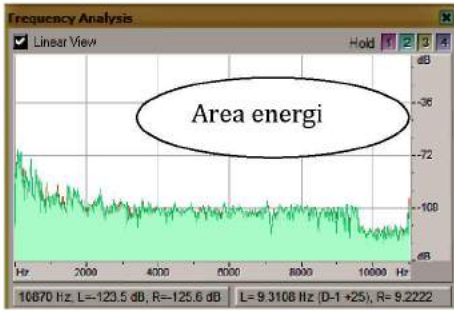 Frequency Analysis
Linear View Hold 1 2 3 4
dB
-36
Area energi
-72
-108
dB
Hz 2000 4000 6000 8000 10000 Hz
10870 Hz, L=-123.5 dB, R=-125.6 dB L= 9.3108 Hz (D-1 +25), R= 9.2222